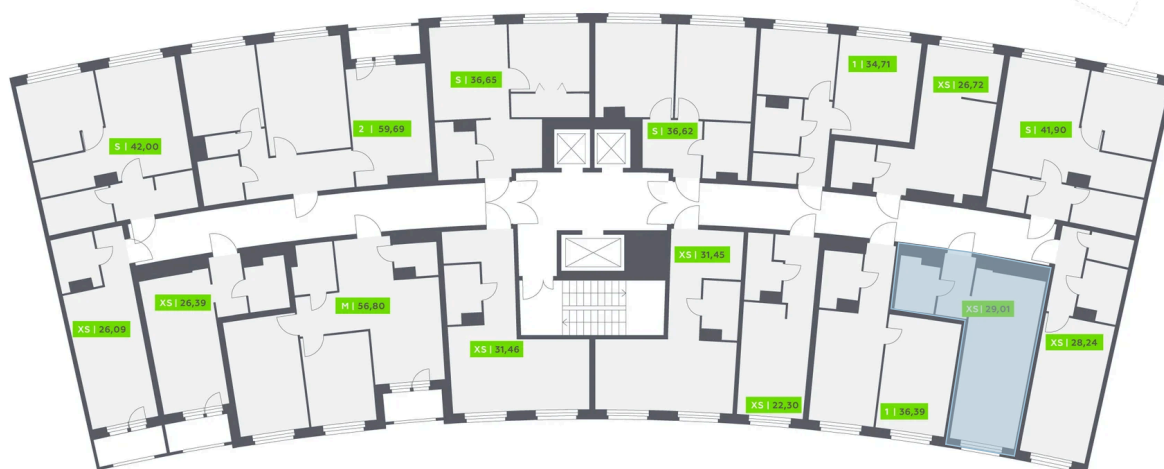 S | 36,65
1 | 34,71
XS | 26,72
2 | 59,69
S | 36,62
S | 41,90
S | 42,00
XS | 31,45
XS | 26,39
M | 56,80
XS | 29,01
XS | 26,09
XS | 31,46
XS | 28,24
XS | 22,30
1 | 36,39